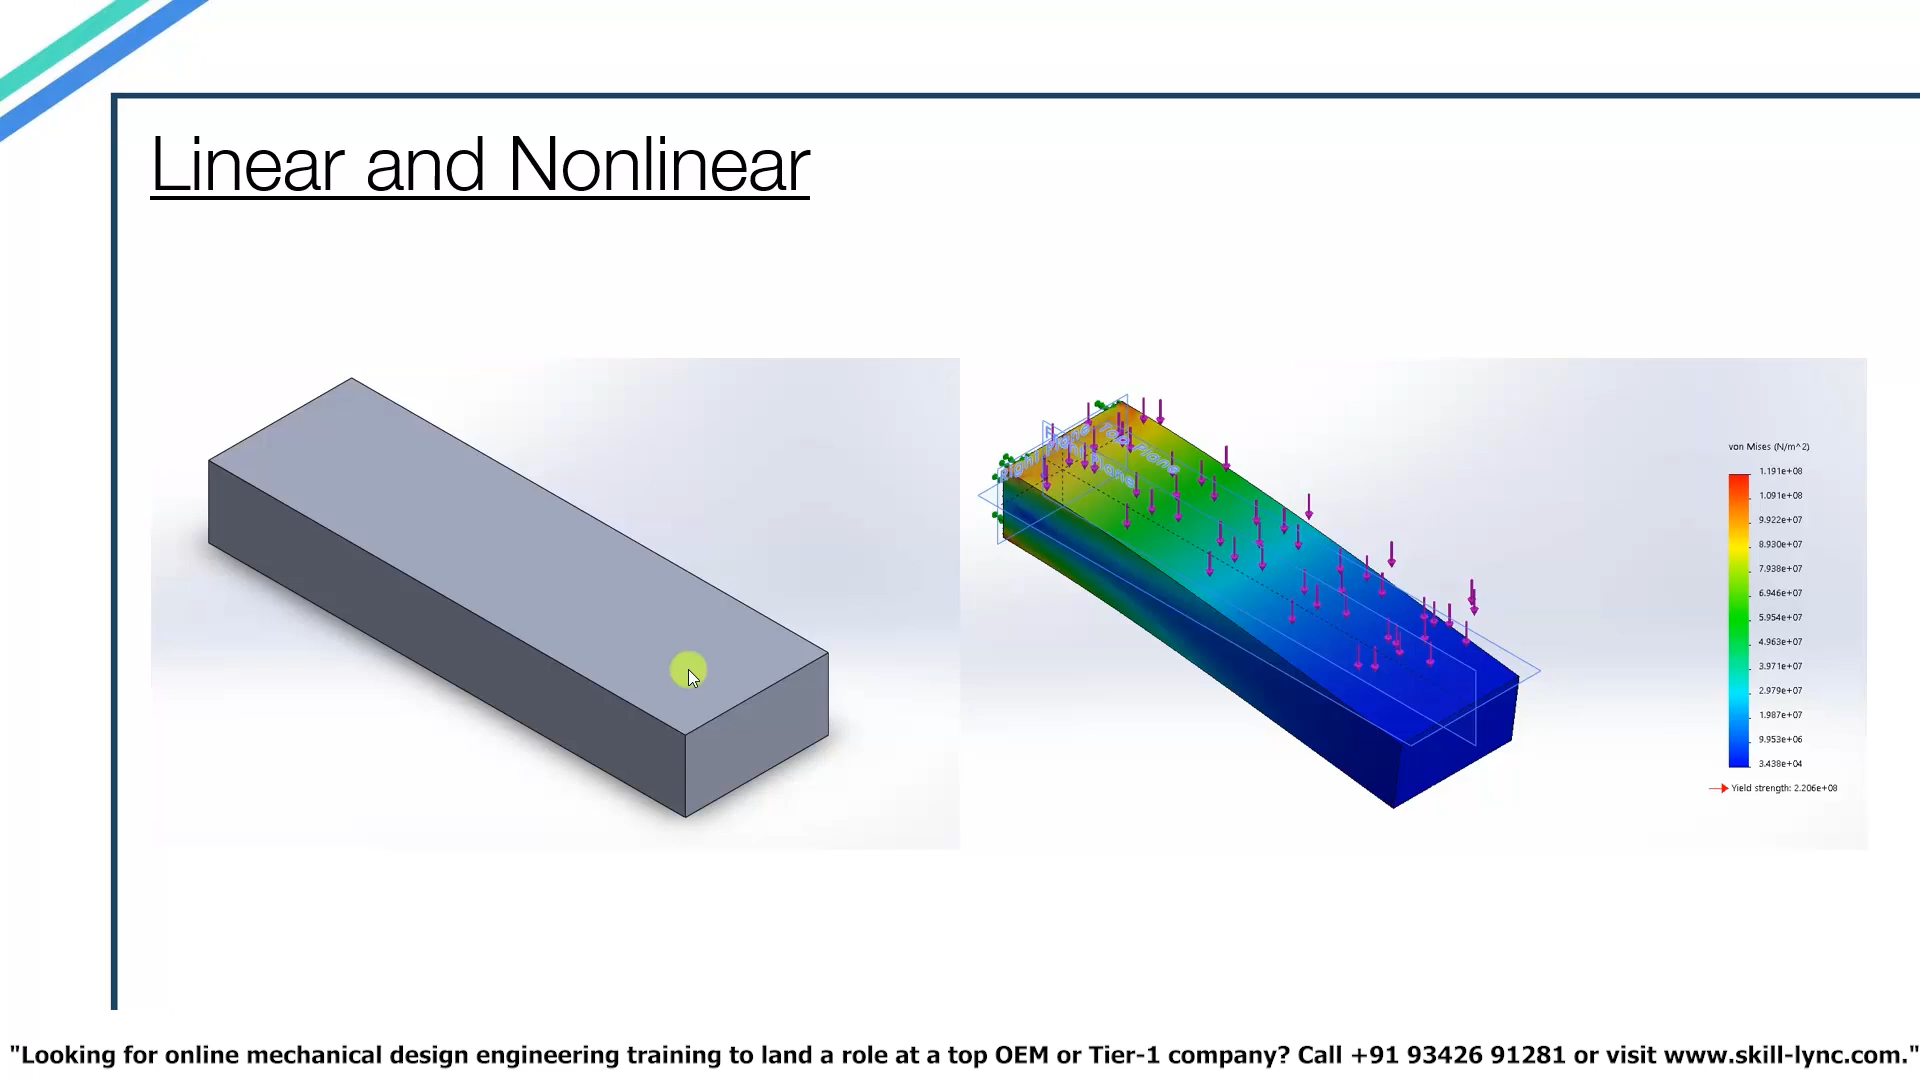 Linear and Nonlinear
Top Plane
Right Plane
von Mises (N/m^2)
1.191e+08
1.091e+08
9.922e+07
8.930e+07
7.938e+07
6.946e+07
5.954e+07
4.963e+07
3.971e+07
2.979e+07
1.987e+07
9.953e+06
3.438e+04
Yield strength: 2.206e+08
"Looking for online mechanical design engineering training to land a role at a top OEM or Tier-1 company? Call +91 93426 91281 or visit www.skill-lync.com."